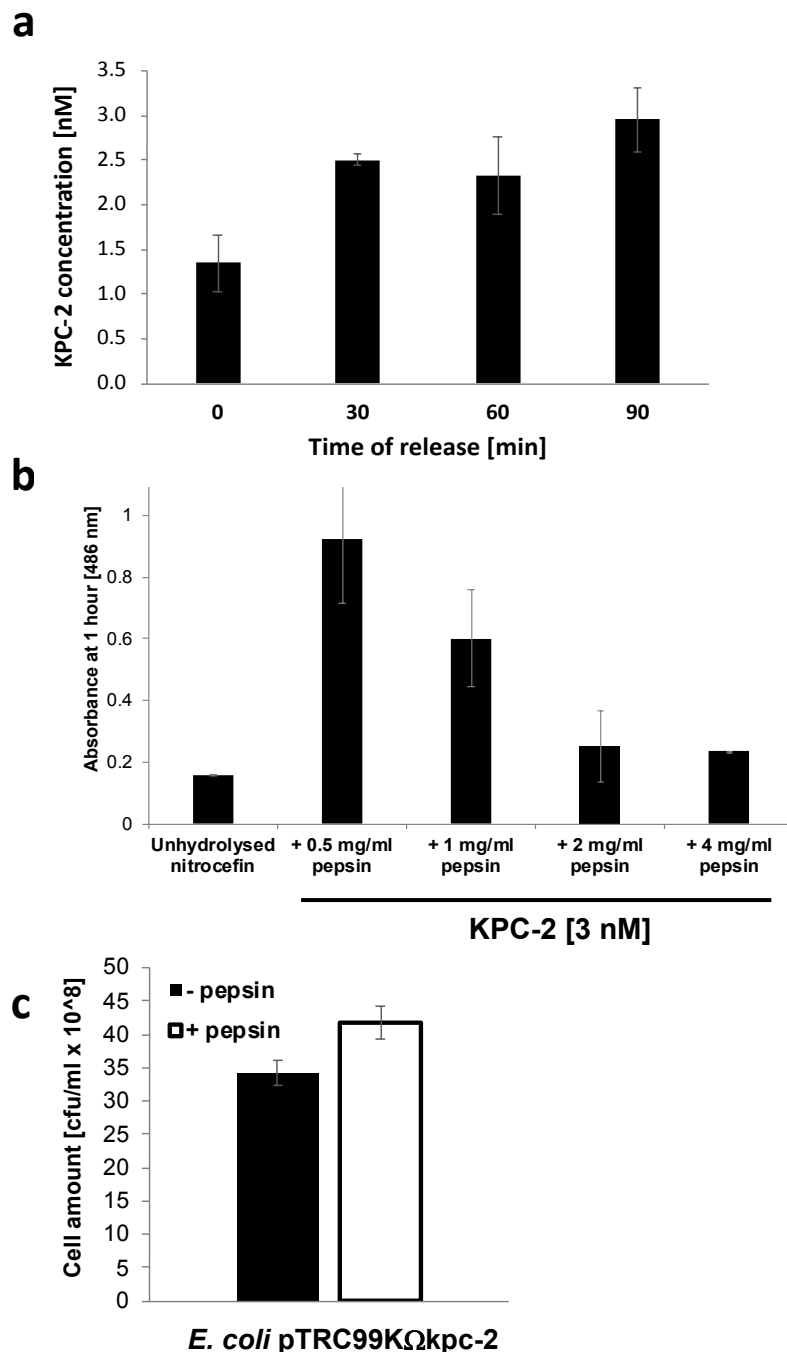 a
3.5
3.0
2.5
2.0
1.5
1.0
0.5
0.0
KPC-2 concentration [nM]
0 30 60 90
Time of release [min]
b
1
0.8
0.6
0.4
0.2
0
Absorbance at 1 hour [486 nm]
Unhydrolysed nitrocefin
+ 0.5 mg/ml pepsin
+ 1 mg/ml pepsin
+ 2 mg/ml pepsin
+ 4 mg/ml pepsin
KPC-2 [3 nM]
c
50
45
40
35
30
25
20
15
10
5
0
Cell amount [cfu/ml x 10^8]
- pepsin
+ pepsin
E. coli pTRC99KΩkpc-2